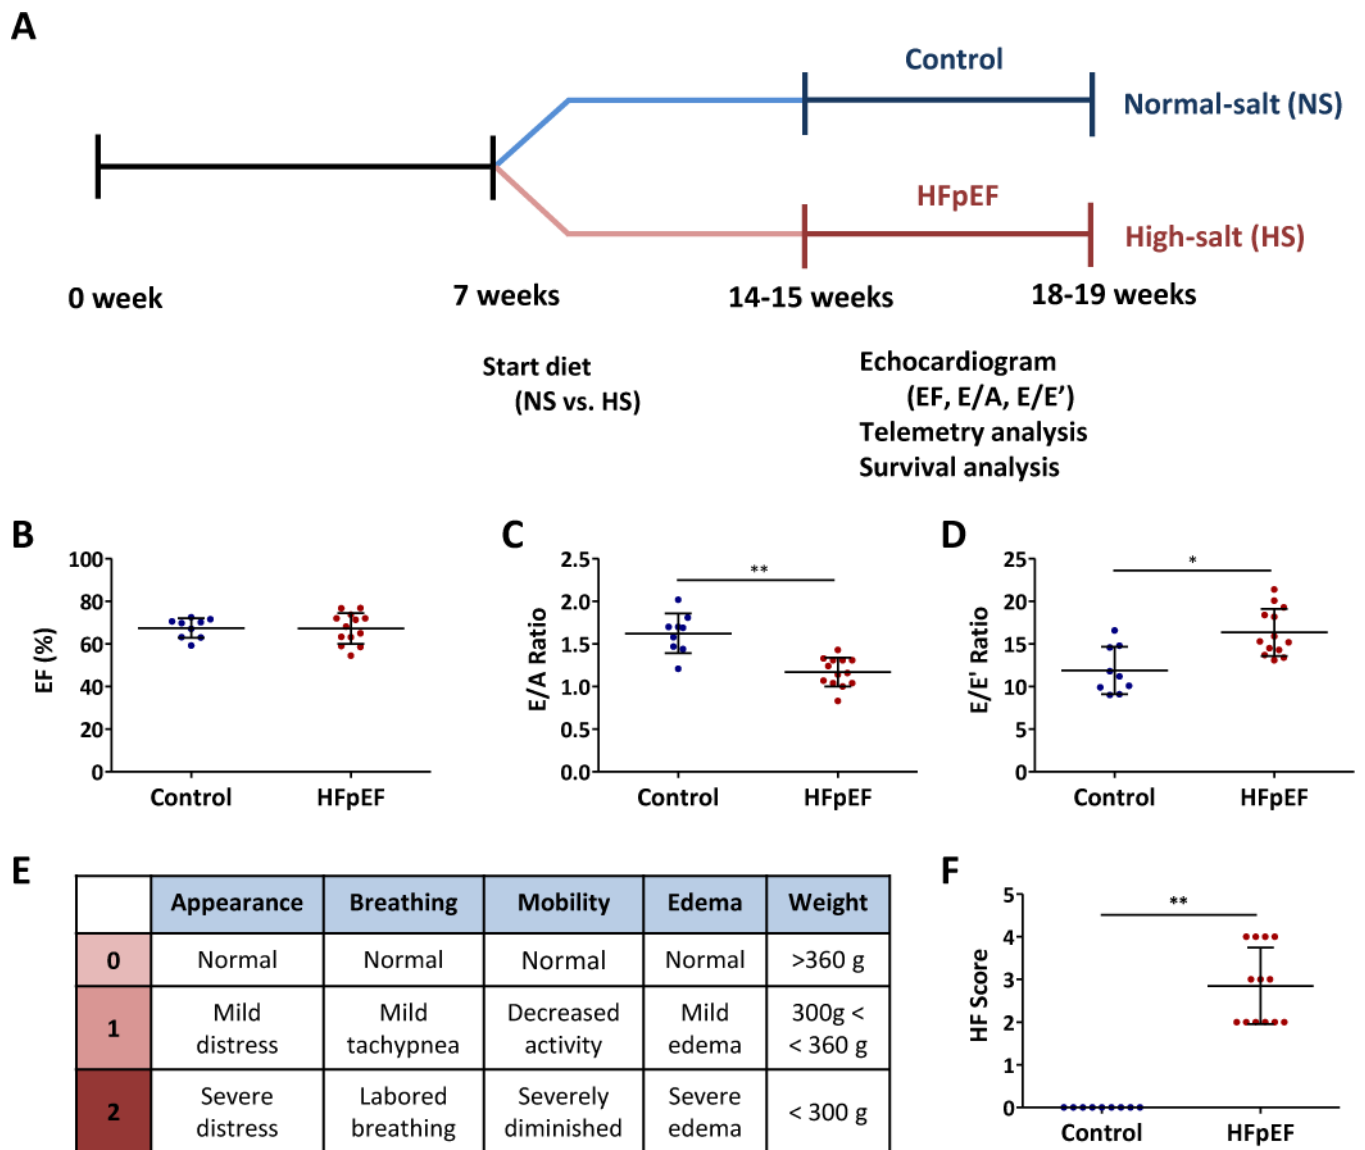 A
Control
Normal-salt (NS)
HFpEF
High-salt (HS)
0 week
7 weeks
14-15 weeks
18-19 weeks
Start diet
(NS vs. HS)
Echocardiogram
(EF, E/A, E/E’)
Telemetry analysis
Survival analysis
B
EF (%)
100
80
60
40
20
0
Control
HFpEF
C
E/A Ratio
2.5
2.0
1.5
1.0
0.5
0.0
**
Control
HFpEF
D
E/E' Ratio
25
20
15
10
5
0
*
Control
HFpEF
E
Appearance Breathing Mobility Edema Weight
0 Normal Normal Normal Normal >360 g
1 Mild distress Mild tachypnea Decreased activity Mild edema 300g < < 360 g
2 Severe distress Labored breathing Severely diminished Severe edema < 300 g
F
HF Score
5
4
3
2
1
0
**
Control
HFpEF